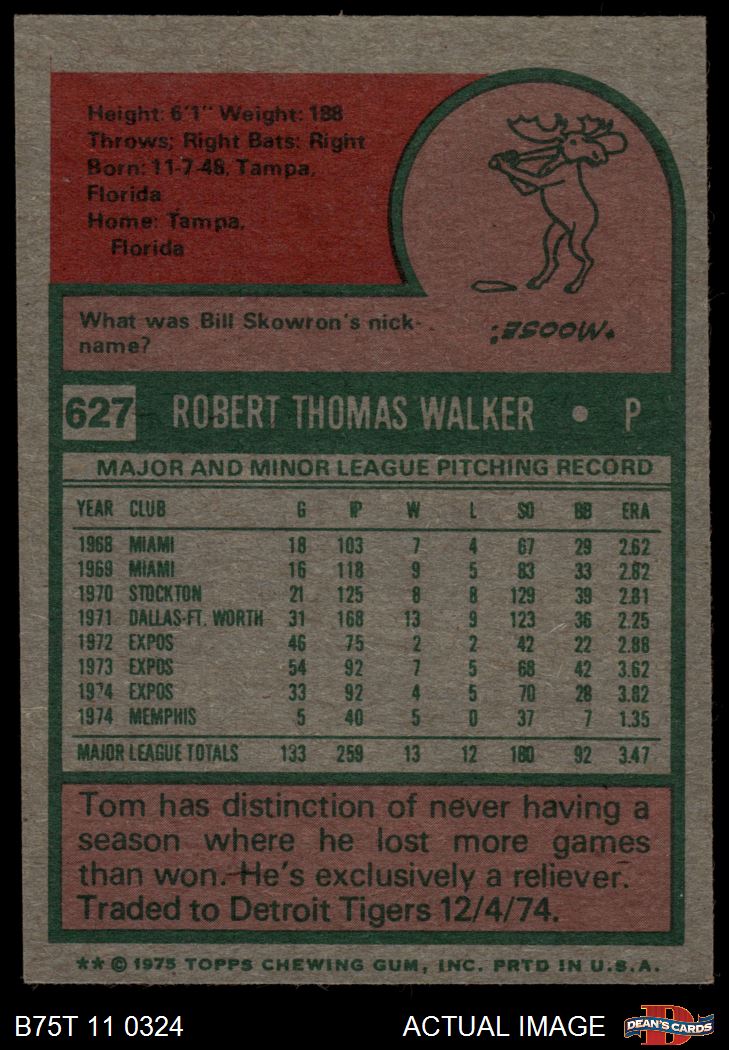 Height: 6'1" Weight: 188
Throws: Right Bats: Right
Born: 11-7-48, Tampa,
Florida
Home: Tampa,
Florida
What was Bill Skowron's nick-
name?
"MOOSE."
627 ROBERT THOMAS WALKER • P
MAJOR AND MINOR LEAGUE PITCHING RECORD
YEAR CLUB G IP W L SO BB ERA
1968 MIAMI 18 103 7 4 67 29 2.62
1969 MIAMI 16 118 9 5 83 33 2.82
1970 STOCKTON 21 125 8 8 129 39 2.81
1971 DALLAS-FT. WORTH 31 168 13 9 123 36 2.25
1972 EXPOS 46 75 2 2 42 22 2.88
1973 EXPOS 54 92 7 5 68 42 3.62
1974 EXPOS 33 92 4 5 70 28 3.82
1974 MEMPHIS 5 40 5 0 37 7 1.35
MAJOR LEAGUE TOTALS 133 259 13 12 180 92 3.47
Tom has distinction of never having a
season where he lost more games
than won. He's exclusively a reliever.
Traded to Detroit Tigers 12/4/74.
** © 1975 TOPPS CHEWING GUM, INC. PRTD IN U.S.A.
B75T 11 0324 ACTUAL IMAGE DEAN'S CARDS